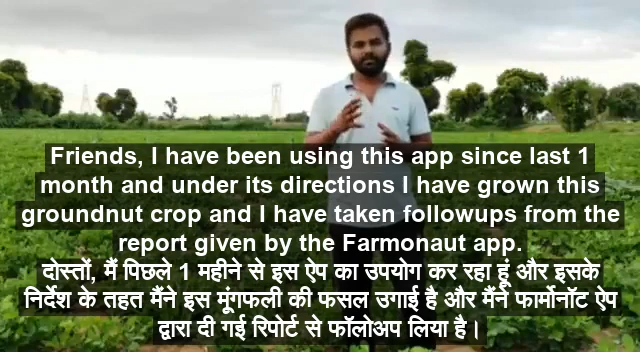 Friends, I have been using this app since last 1
month and under its directions I have grown this
groundnut crop and I have taken followups from the
report given by the Farmonaut app.
दोस्तों, मैं पिछले 1 महीने से इस ऐप का उपयोग कर रहा हूं और इसके
निर्देश के तहत मैंने इस मूंगफली की फसल उगाई है और मैंने फार्मोनॉट ऐप
द्वारा दी गई रिपोर्ट से फॉलोअप लिया है।